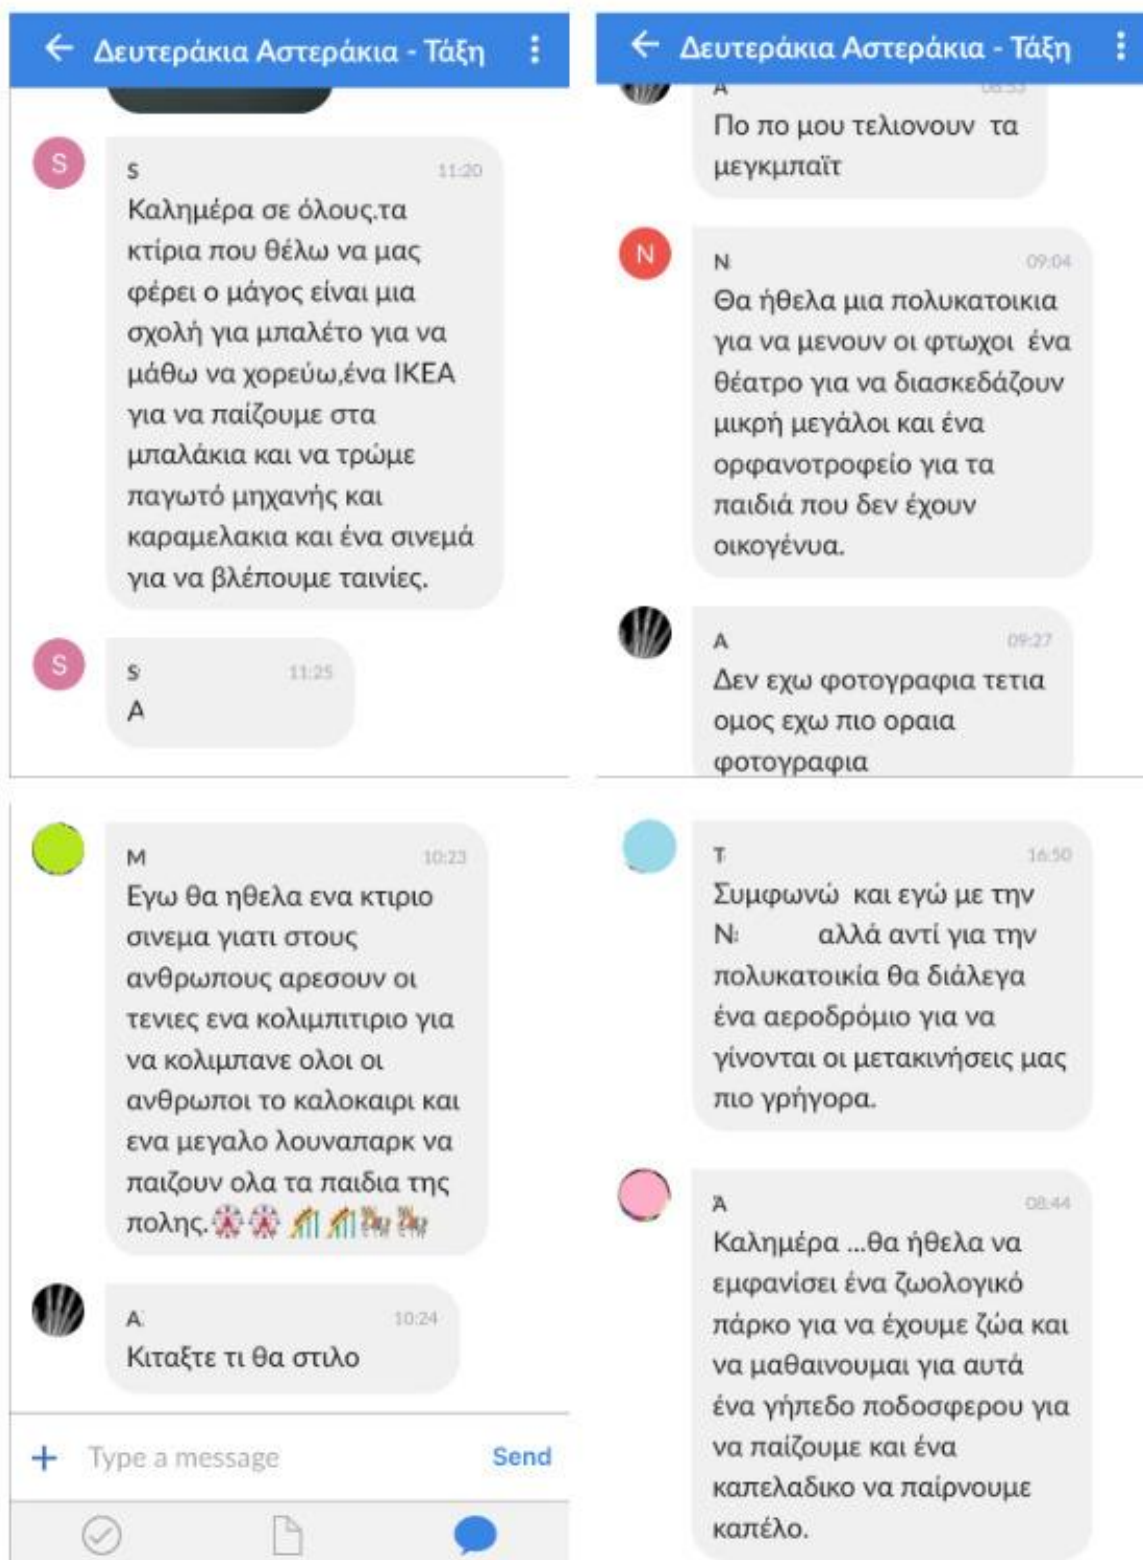 Δευτεράκια Αστεράκια - Τάξη
S
11:20
Καλημέρα σε όλους.τα
κτίρια που θέλω να μας
φέρει ο μάγος είναι μια
σχολή για μπαλέτο για να
μάθω να χορεύω,ένα ΙΚΕΑ
για να παίζουμε στα
μπαλάκια και να τρώμε
παγωτό μηχανής και
καραμελακια και ένα σινεμά
για να βλέπουμε ταινίες.
S
S
11:25
Α
Δευτεράκια Αστεράκια - Τάξη
Α
08:53
Πο πο μου τελιονουν τα
μεγκμπαϊτ
N
N
09:04
Θα ήθελα μια πολυκατοικια
για να μενουν οι φτωχοι ένα
θέατρο για να διασκεδάζουν
μικρή μεγάλοι και ένα
ορφανοτροφείο για τα
παιδιά που δεν έχουν
οικογένυα.
Α
09:27
Δεν εχω φοτογραφια τετια
ομος εχω πιο οραια
φοτογραφια
S
M
10:23
Εγω θα ηθελα ενα κτιριο
σινεμα γιατι στους
ανθρωπους αρεσουν οι
τενιες ενα κολιμπιτιριο για
να κολιμπανε ολοι οι
ανθρωποι το καλοκαιρι και
ενα μεγαλο λουναπαρκ να
παιζουν ολα τα παιδια της
πολης.🎡🎡🎢🎢🎠🎠
Α
10:24
Κιταξτε τι θα στιλο
Type a message
Send
Τ
16:50
Συμφωνώ και εγώ με την
Ν αλλά αντί για την
πολυκατοικία θα διάλεγα
ένα αεροδρόμιο για να
γίνονται οι μετακινήσεις μας
πιο γρήγορα.
Ά
08:44
Καλημέρα ...θα ήθελα να
εμφανίσει ένα ζωολογικό
πάρκο για να έχουμε ζώα και
να μαθαινουμαι για αυτά
ένα γήπεδο ποδοσφερου για
να παίζουμε και ένα
καπελαδικο να παίρνουμε
καπέλο.